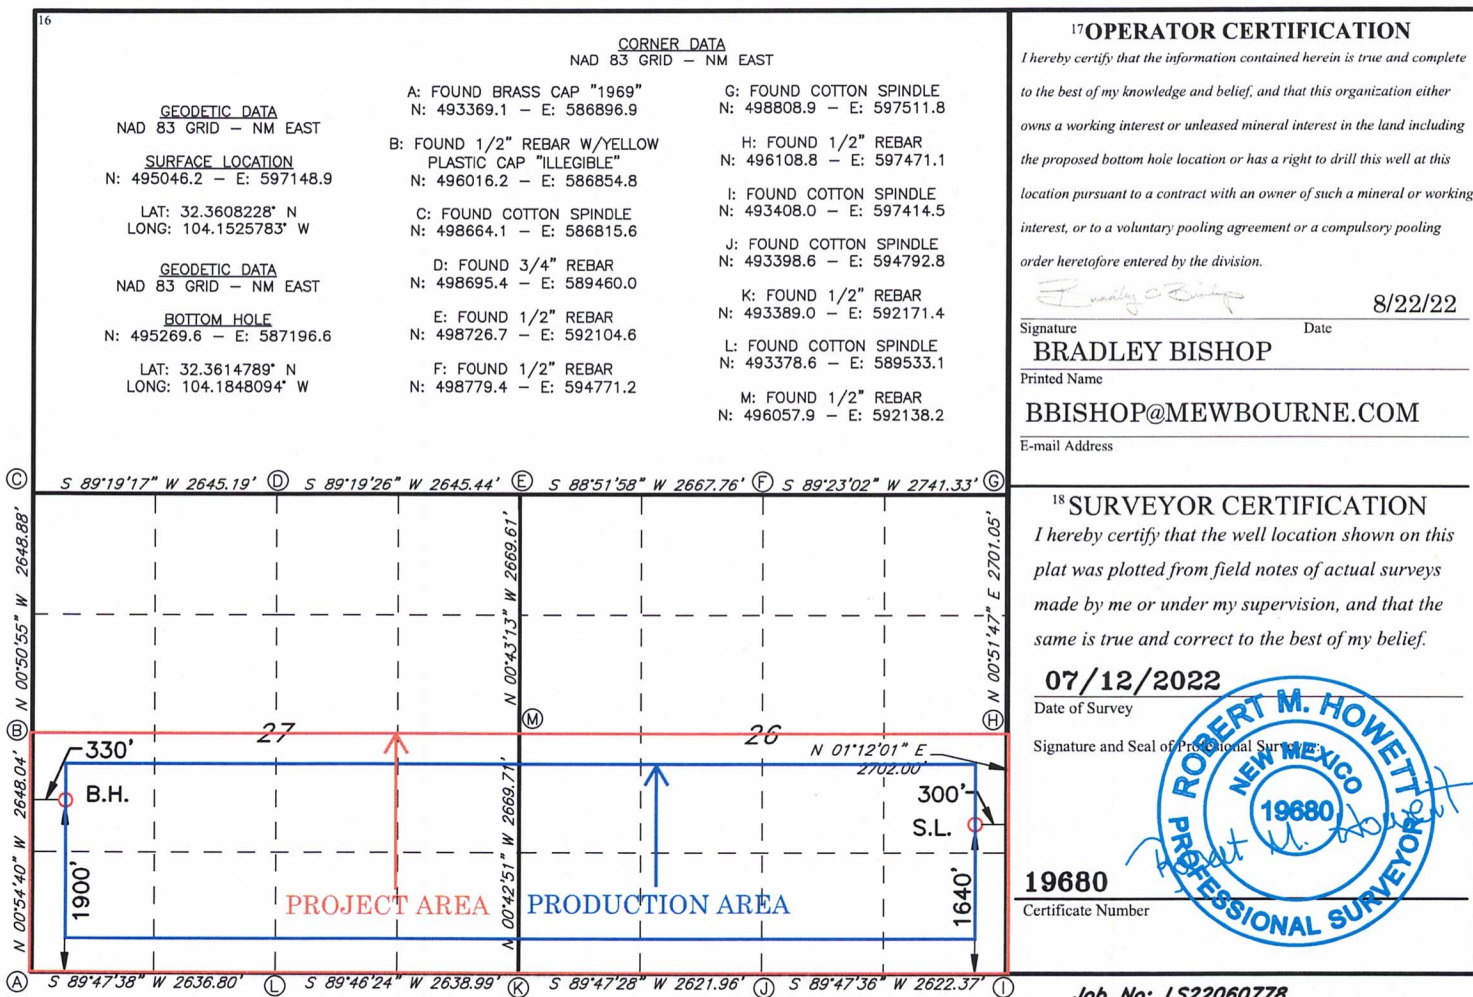 16
CORNER DATA
NAD 83 GRID – NM EAST
GEODETIC DATA
NAD 83 GRID – NM EAST
SURFACE LOCATION
N: 495046.2 – E: 597148.9
LAT: 32.3608228° N
LONG: 104.1525783° W
GEODETIC DATA
NAD 83 GRID – NM EAST
BOTTOM HOLE
N: 495269.6 – E: 587196.6
LAT: 32.3614789° N
LONG: 104.1848094° W
A: FOUND BRASS CAP "1969"
N: 493369.1 – E: 586896.9
B: FOUND 1/2" REBAR W/YELLOW
PLASTIC CAP "ILLEGIBLE"
N: 496016.2 – E: 586854.8
C: FOUND COTTON SPINDLE
N: 498664.1 – E: 586815.6
D: FOUND 3/4" REBAR
N: 498695.4 – E: 589460.0
E: FOUND 1/2" REBAR
N: 498726.7 – E: 592104.6
F: FOUND 1/2" REBAR
N: 498779.4 – E: 594771.2
G: FOUND COTTON SPINDLE
N: 498808.9 – E: 597511.8
H: FOUND 1/2" REBAR
N: 496108.8 – E: 597471.1
I: FOUND COTTON SPINDLE
N: 493408.0 – E: 597414.5
J: FOUND COTTON SPINDLE
N: 493398.6 – E: 594792.8
K: FOUND 1/2" REBAR
N: 493389.0 – E: 592171.4
L: FOUND COTTON SPINDLE
N: 493378.6 – E: 589533.1
M: FOUND 1/2" REBAR
N: 496057.9 – E: 592138.2
C S 89°19'17" W 2645.19' D S 89°19'26" W 2645.44' E S 88°51'58" W 2667.76' F S 89°23'02" W 2741.33' G
N 00°50'55" W 2648.88'
N 00°43'13" W 2669.61'
N 00°51'47" E 2701.05'
B
M
H
27
26
N 01°12'01" E
2702.00'
330'
B.H.
300'
S.L.
N 00°54'40" W 2648.04'
1900'
N 00°42'51" W 2669.71'
1640'
PROJECT AREA
PRODUCTION AREA
A S 89°47'38" W 2636.80' L S 89°46'24" W 2638.99' K S 89°47'28" W 2621.96' J S 89°47'36" W 2622.37' I
17 OPERATOR CERTIFICATION
I hereby certify that the information contained herein is true and complete
to the best of my knowledge and belief, and that this organization either
owns a working interest or unleased mineral interest in the land including
the proposed bottom hole location or has a right to drill this well at this
location pursuant to a contract with an owner of such a mineral or working
interest, or to a voluntary pooling agreement or a compulsory pooling
order heretofore entered by the division.
Bradley C Bishop
8/22/22
Signature Date
BRADLEY BISHOP
Printed Name
BBISHOP@MEWBOURNE.COM
E-mail Address
18 SURVEYOR CERTIFICATION
I hereby certify that the well location shown on this
plat was plotted from field notes of actual surveys
made by me or under my supervision, and that the
same is true and correct to the best of my belief.
07/12/2022
Date of Survey
Signature and Seal of Professional Surveyor:
ROBERT M. HOWETT
NEW MEXICO
19680
PROFESSIONAL SURVEYOR
Robert M. Howett
19680
Certificate Number
Job No: LS22060778